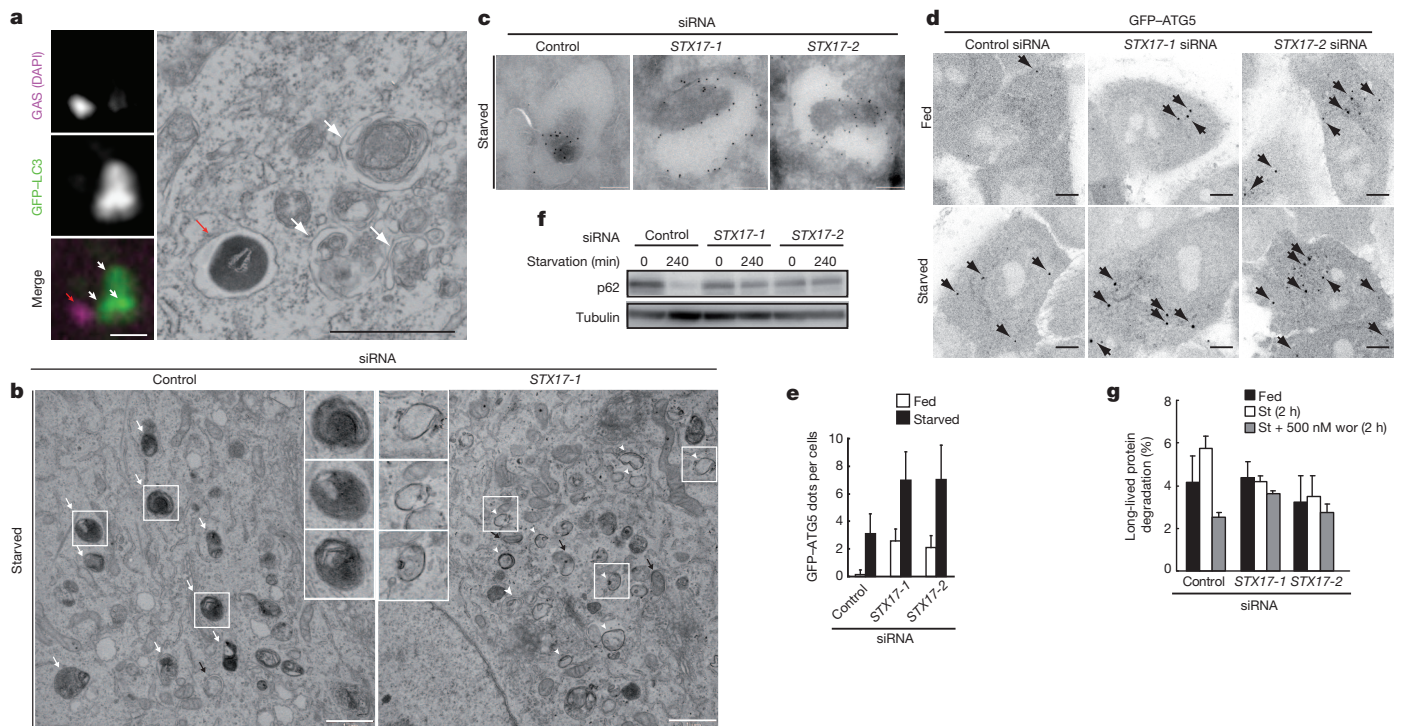 a
GAS (DAPI)
GFP–LC3
Merge
c
siRNA
Control
STX17-1
STX17-2
Starved
d
GFP–ATG5
Control siRNA
STX17-1 siRNA
STX17-2 siRNA
Fed
Starved
f
siRNA
Control
STX17-1
STX17-2
Starvation (min)
0 240 0 240 0 240
p62
Tubulin
siRNA
Control
STX17-1
b
Starved
e
Fed
Starved
GFP–ATG5 dots per cells
10
8
6
4
2
0
Control
STX17-1
STX17-2
siRNA
g
Fed
St (2 h)
St + 500 nM wor (2 h)
Long-lived protein
degradation (%)
8
6
4
2
0
Control
STX17-1
STX17-2
siRNA